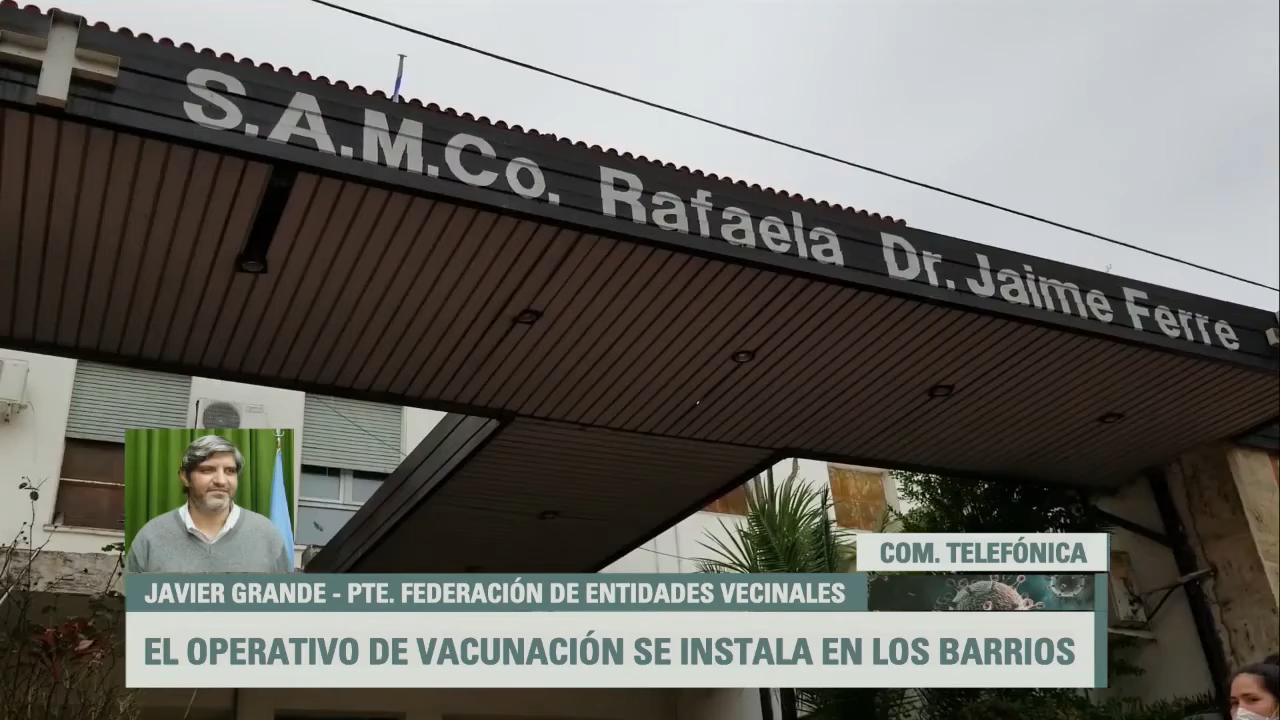 S.A.M.Co. Rafaela Dr. Jaime Ferre
COM. TELEFÓNICA
JAVIER GRANDE - PTE. FEDERACIÓN DE ENTIDADES VECINALES
EL OPERATIVO DE VACUNACIÓN SE INSTALA EN LOS BARRIOS